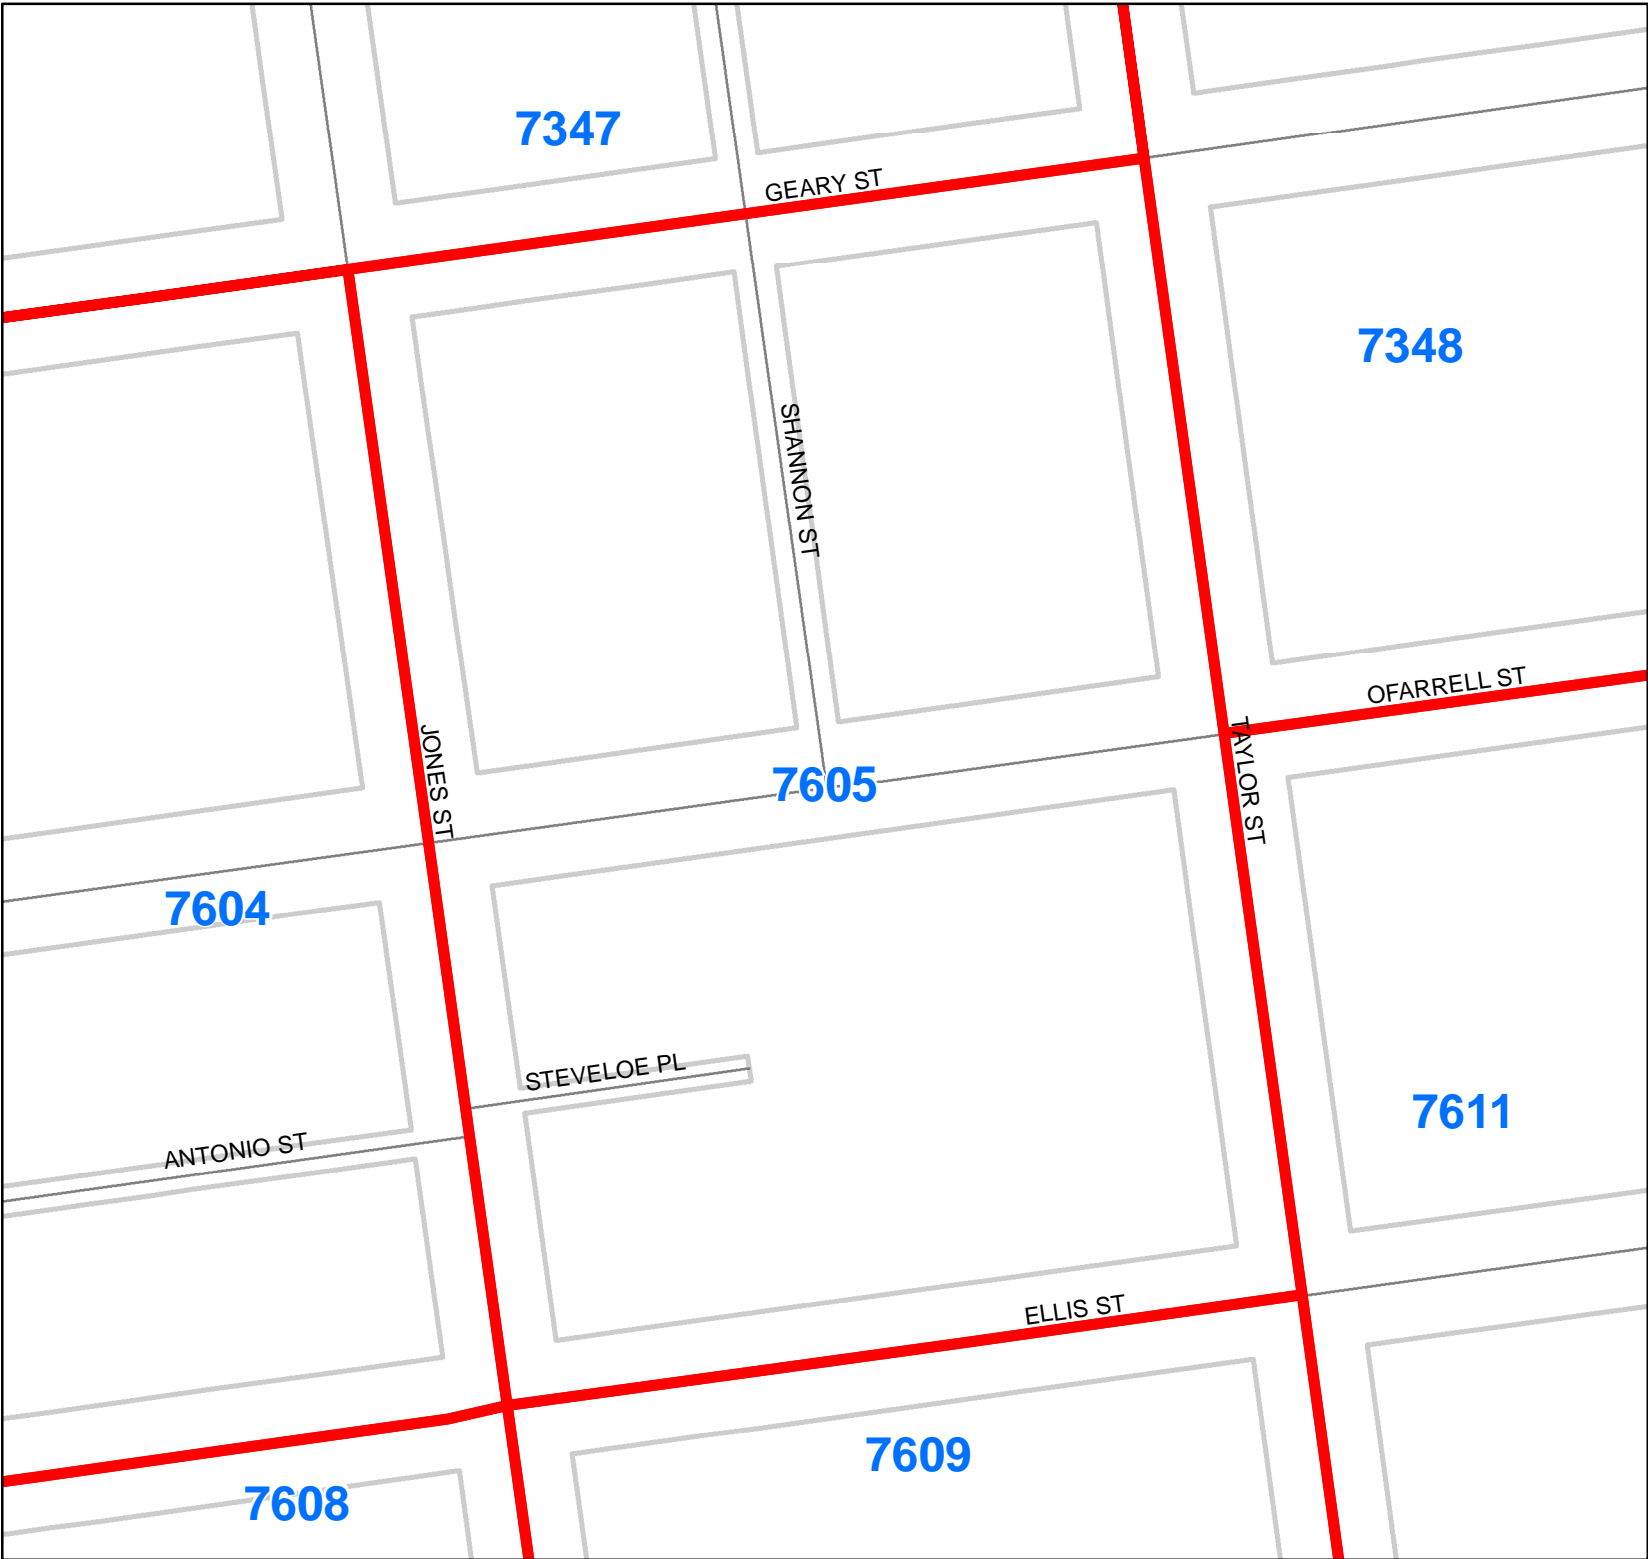 7347
GEARY ST
7348
SHANNON ST
OFARRELL ST
JONES ST
TAYLOR ST
7605
7604
STEVELOE PL
7611
ANTONIO ST
ELLIS ST
7609
7608